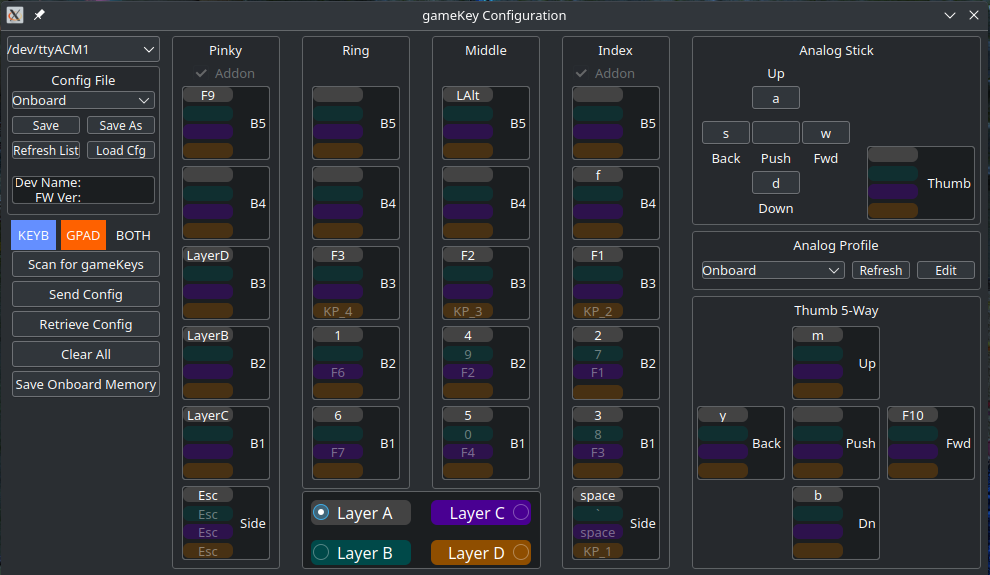 gameKey Configuration
/dev/ttyACM1
Config File
Onboard
Save
Save As
Refresh List
Load Cfg
Dev Name:
FW Ver:
KEYB
GPAD
BOTH
Scan for gameKeys
Send Config
Retrieve Config
Clear All
Save Onboard Memory
Pinky
Addon
F9
B5
B4
LayerD
B3
LayerB
B2
LayerC
B1
Esc
Esc
Esc
Esc
Side
Ring
B5
B4
F3
KP_4
B3
1
F6
B2
6
F7
B1
Middle
LAlt
B5
B4
F2
KP_3
B3
4
9
F2
B2
5
0
F4
B1
Layer A
Layer C
Layer B
Layer D
Index
Addon
B5
f
B4
F1
KP_2
B3
2
7
F1
B2
3
8
F3
B1
space
`
space
KP_1
Side
Analog Stick
Up
a
s
w
Back
Push
Fwd
d
Down
Thumb
Analog Profile
Onboard
Refresh
Edit
Thumb 5-Way
m
Up
y
Back
Push
F10
Fwd
b
Dn